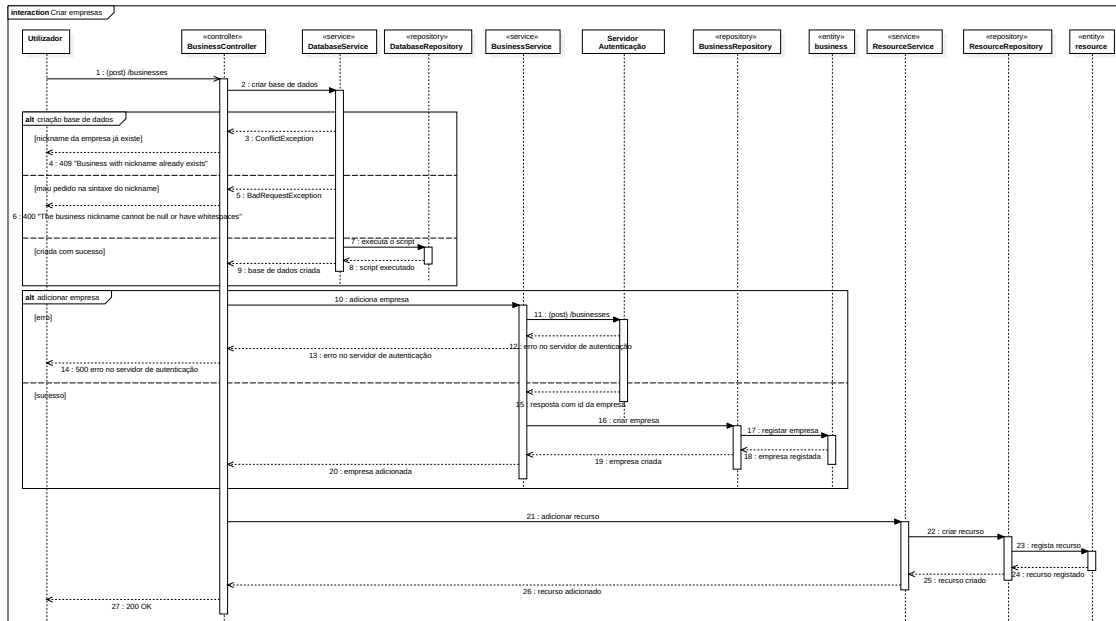 interaction Criar empresas
Utilizador
«controller»
BusinessController
«service»
DatabaseService
«repository»
DatabaseRepository
«service»
BusinessService
Servidor
Autenticação
«repository»
BusinessRepository
«entity»
business
«service»
ResourceService
«repository»
ResourceRepository
«entity»
resource
1 : (post) /businesses
2 : criar base de dados
alt criação base de dados
[nickname da empresa já existe]
3 : ConflictException
4 : 409 "Business with nickname already exists"
[mau pedido na sintaxe do nickname]
5 : BadRequestException
6 : 400 "The business nickname cannot be null or have whitespaces"
[criada com sucesso]
7 : executa o script
8 : script executado
9 : base de dados criada
alt adicionar empresa
10 : adiciona empresa
[erro]
11 : (post) /businesses
12 : erro no servidor de autenticação
13 : erro no servidor de autenticação
14 : 500 erro no servidor de autenticação
[sucesso]
15 : resposta com id da empresa
16 : criar empresa
17 : registar empresa
18 : empresa registada
19 : empresa criada
20 : empresa adicionada
21 : adicionar recurso
22 : criar recurso
23 : regista recurso
24 : recurso registado
25 : recurso criado
26 : recurso adicionado
27 : 200 OK